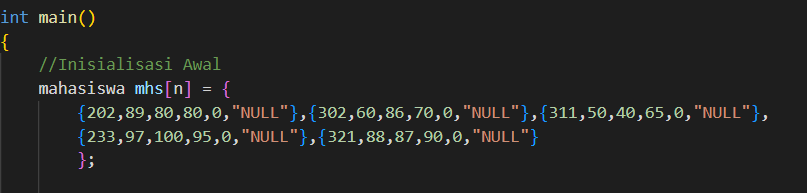 int main()
{
//Inisialisasi Awal
mahasiswa mhs[n] = {
{202,89,80,80,0,"NULL"},{302,60,86,70,0,"NULL"},{311,50,40,65,0,"NULL"},
{233,97,100,95,0,"NULL"},{321,88,87,90,0,"NULL"}
};